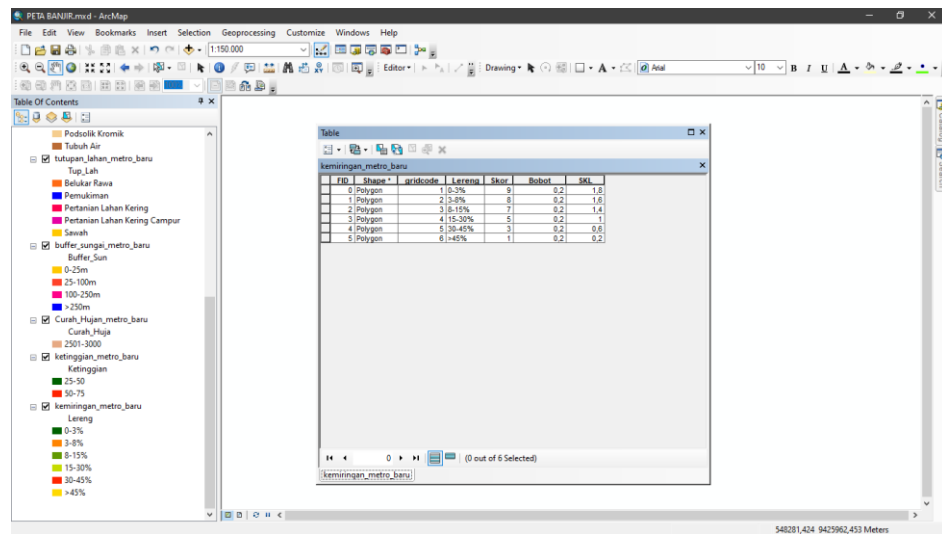 PETA BANJIR.mxd - ArcMap
File Edit View Bookmarks Insert Selection Geoprocessing Customize Windows Help
1:150.000
Editor Drawing A Arial 10 B I U A
Table Of Contents
Podsolik Kromik
Tubuh Air
tutupan_lahan_metro_baru
Tup_Lah
Belukar Rawa
Pemukiman
Pertanian Lahan Kering
Pertanian Lahan Kering Campur
Sawah
buffer_sungai_metro_baru
Buffer_Sun
0-25m
25-100m
100-250m
>250m
Curah_Hujan_metro_baru
Curah_Huja
2501-3000
ketinggian_metro_baru
Ketinggian
25-50
50-75
kemiringan_metro_baru
Lereng
0-3%
3-8%
8-15%
15-30%
30-45%
>45%
Table
kemiringan_metro_baru
FID Shape * gridcode Lereng Skor Bobot SKL
0 Polygon 1 0-3% 9 0,2 1,8
1 Polygon 2 3-8% 8 0,2 1,6
2 Polygon 3 8-15% 7 0,2 1,4
3 Polygon 4 15-30% 5 0,2 1
4 Polygon 5 30-45% 3 0,2 0,6
5 Polygon 6 >45% 1 0,2 0,2
0 (0 out of 6 Selected)
kemiringan_metro_baru
548281,424 9425962,453 Meters